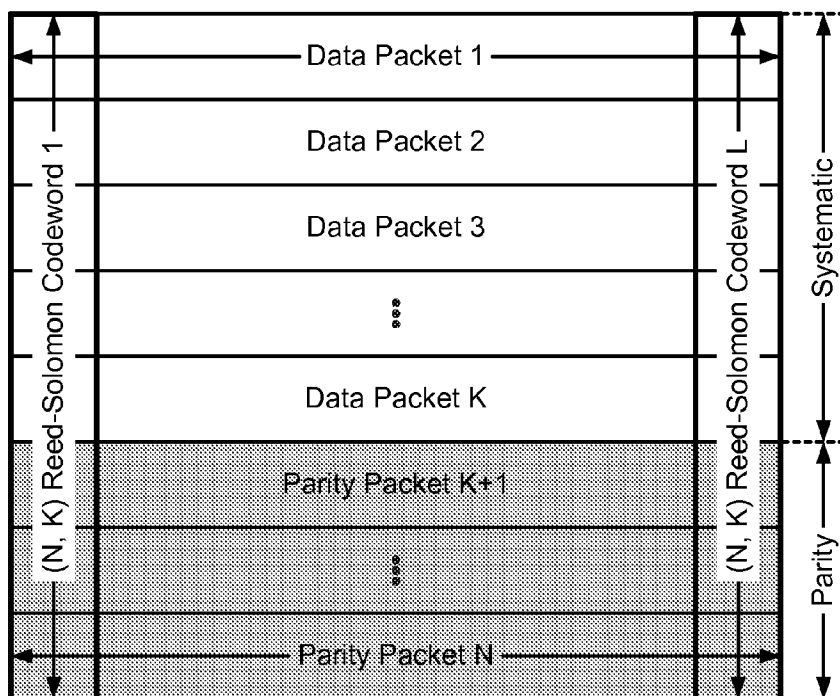 Data Packet 1
Data Packet 2
Data Packet 3
Data Packet K
Parity Packet K+1
Parity Packet N
(N, K) Reed-Solomon Codeword 1
(N, K) Reed-Solomon Codeword L
Systematic
Parity